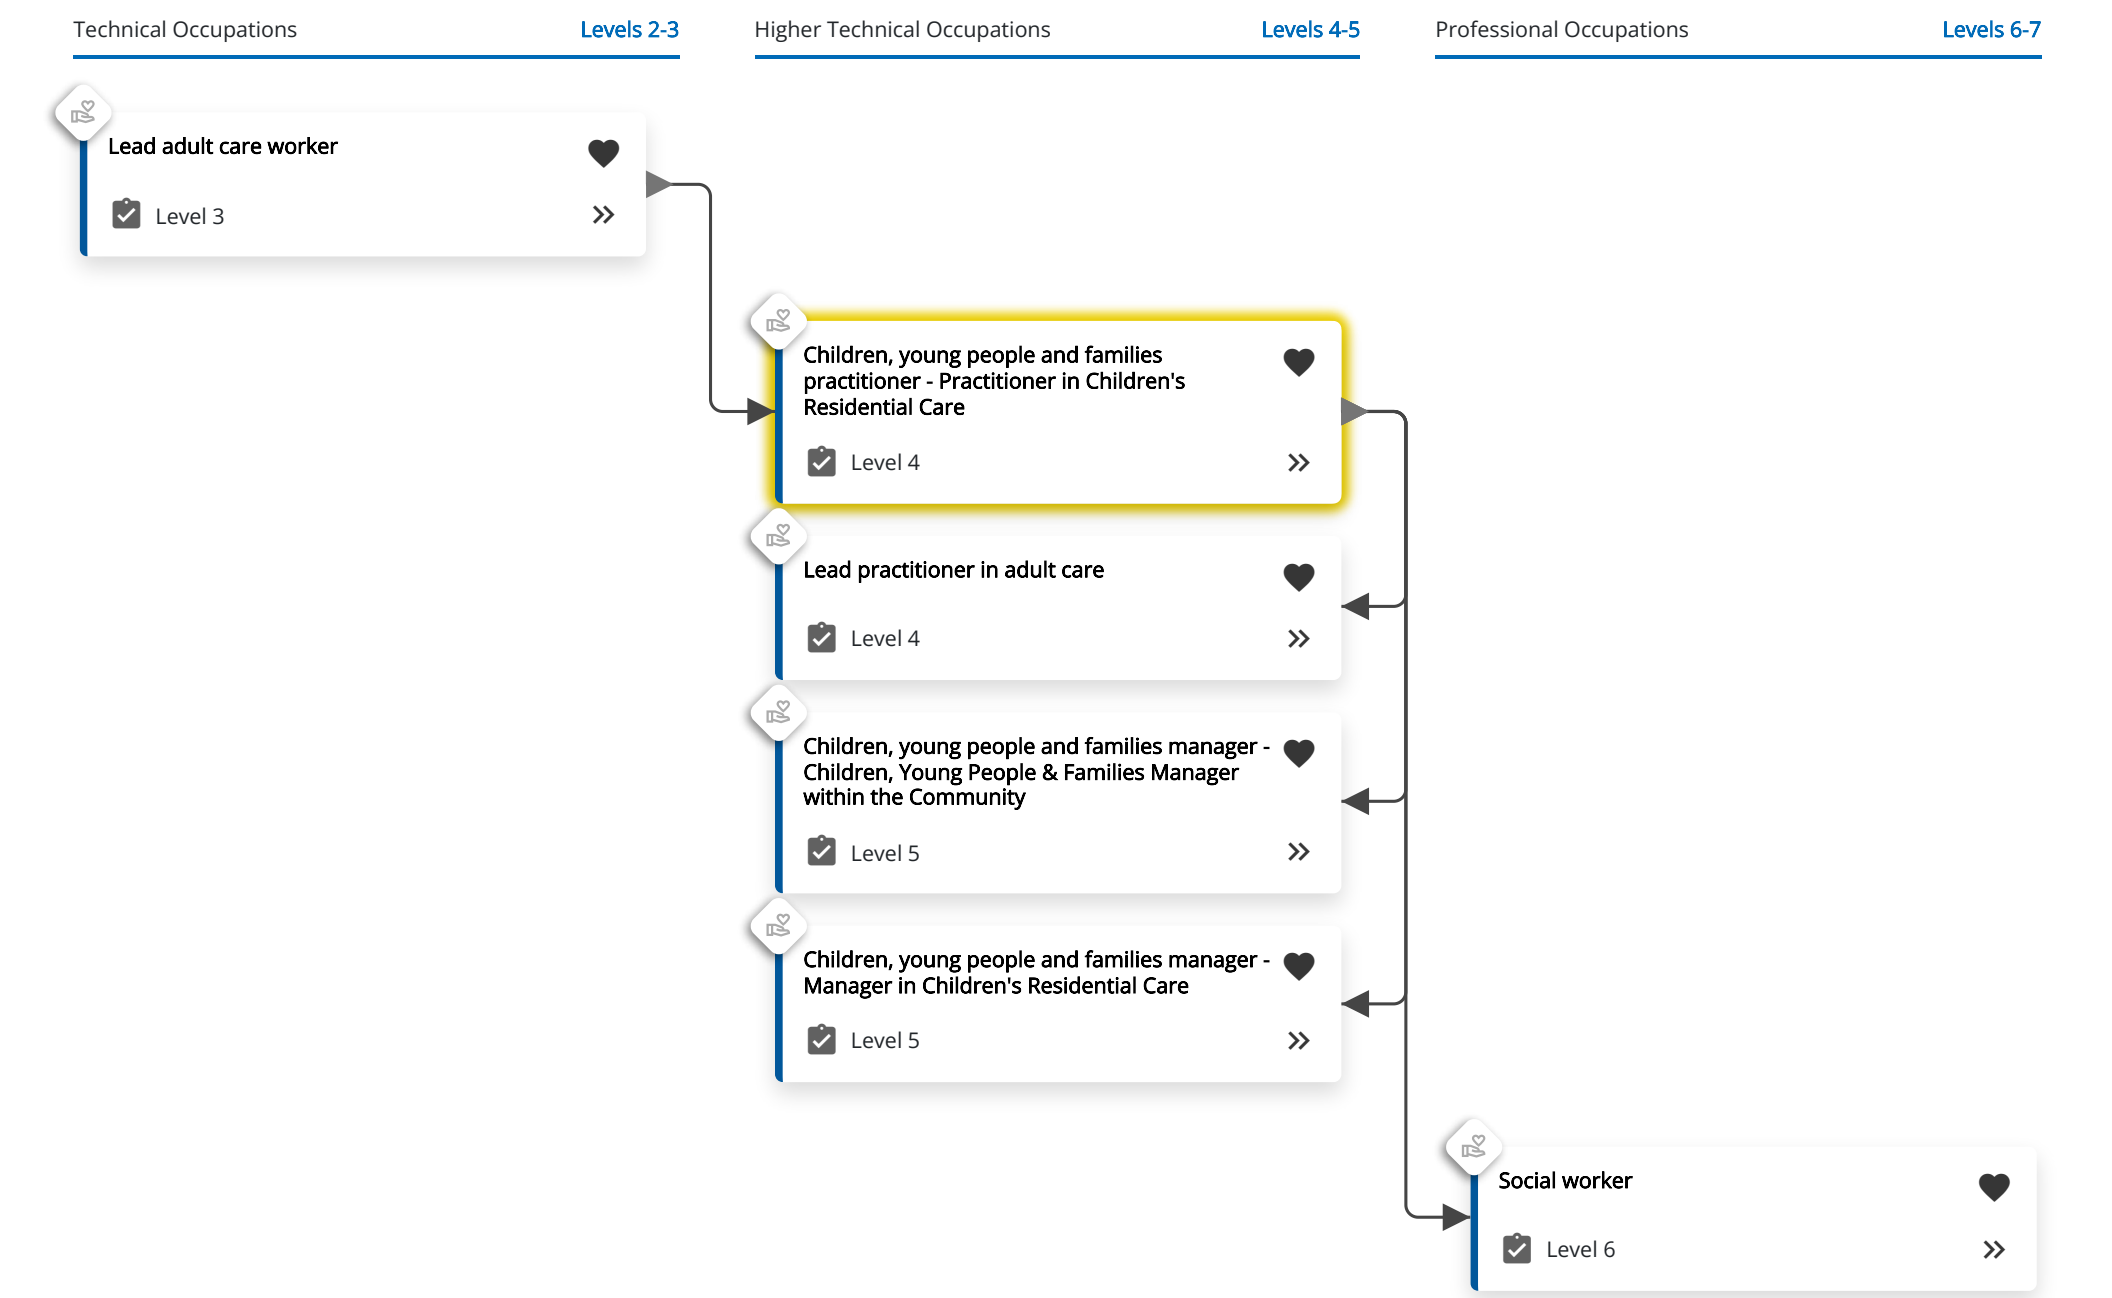 Technical Occupations Levels 2-3
Higher Technical Occupations Levels 4-5
Professional Occupations Levels 6-7
Lead adult care worker
Level 3
Children, young people and families
practitioner - Practitioner in Children's
Residential Care
Level 4
Lead practitioner in adult care
Level 4
Children, young people and families manager -
Children, Young People & Families Manager
within the Community
Level 5
Children, young people and families manager -
Manager in Children's Residential Care
Level 5
Social worker
Level 6